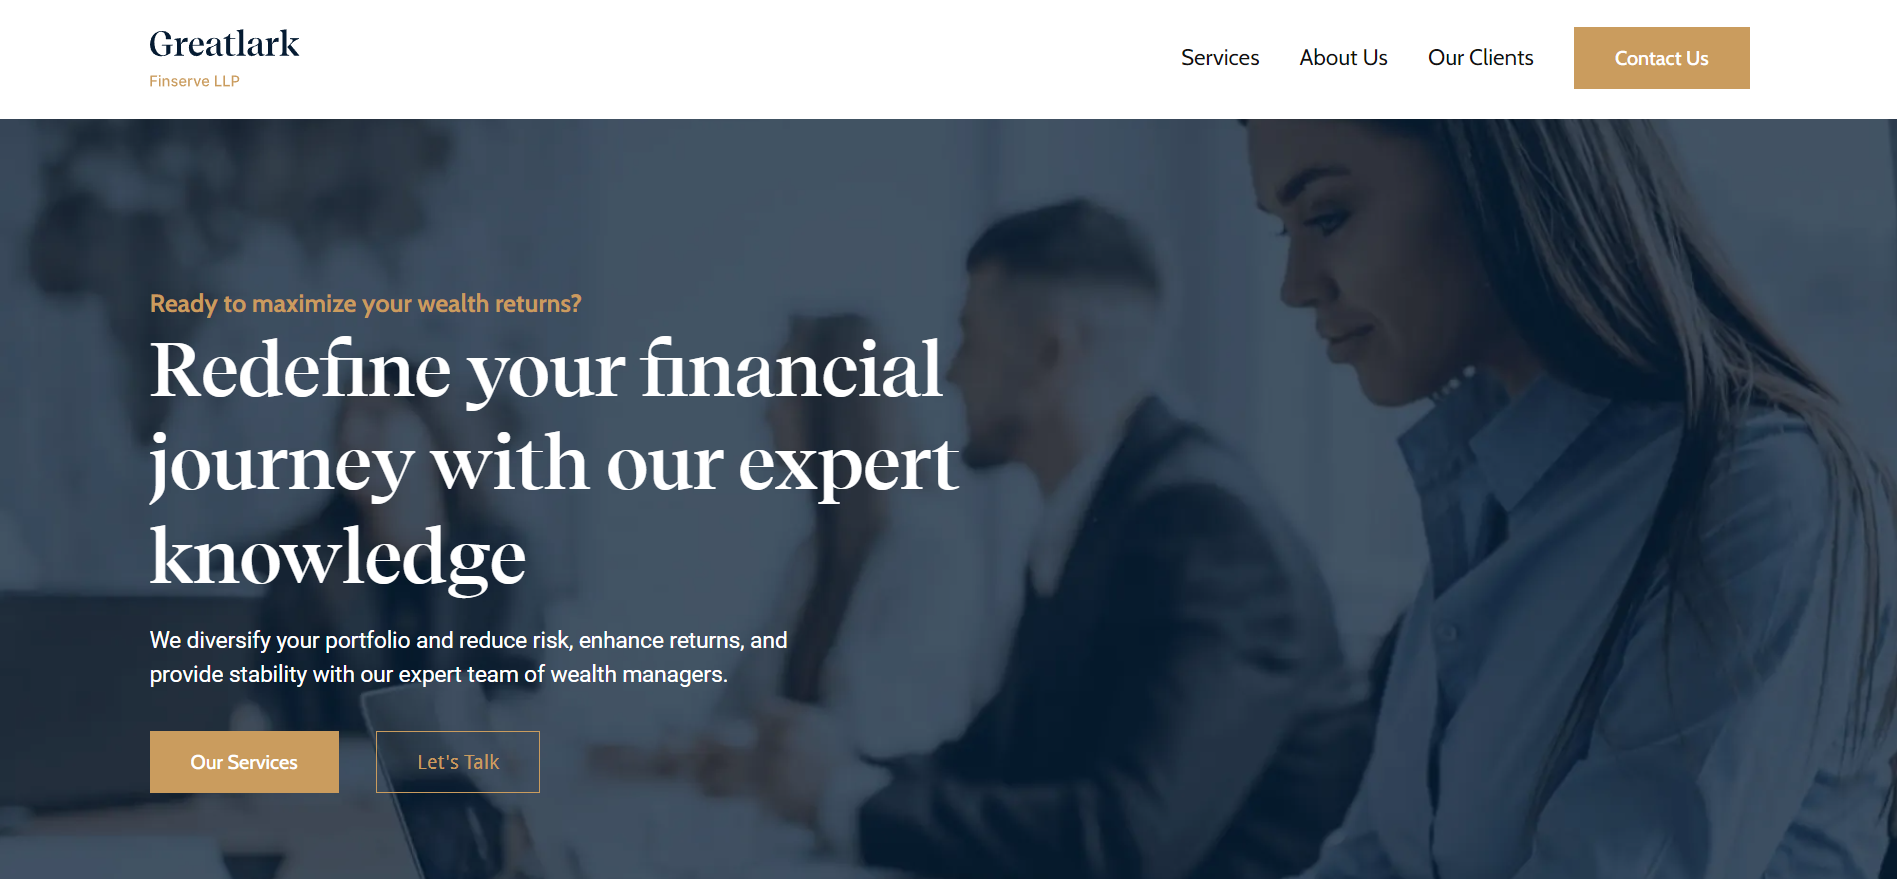 Greatlark
Finserve LLP
Services
About Us
Our Clients
Contact Us
Ready to maximize your wealth returns?
Redefine your financial
journey with our expert
knowledge
We diversify your portfolio and reduce risk, enhance returns, and
provide stability with our expert team of wealth managers.
Our Services
Let's Talk